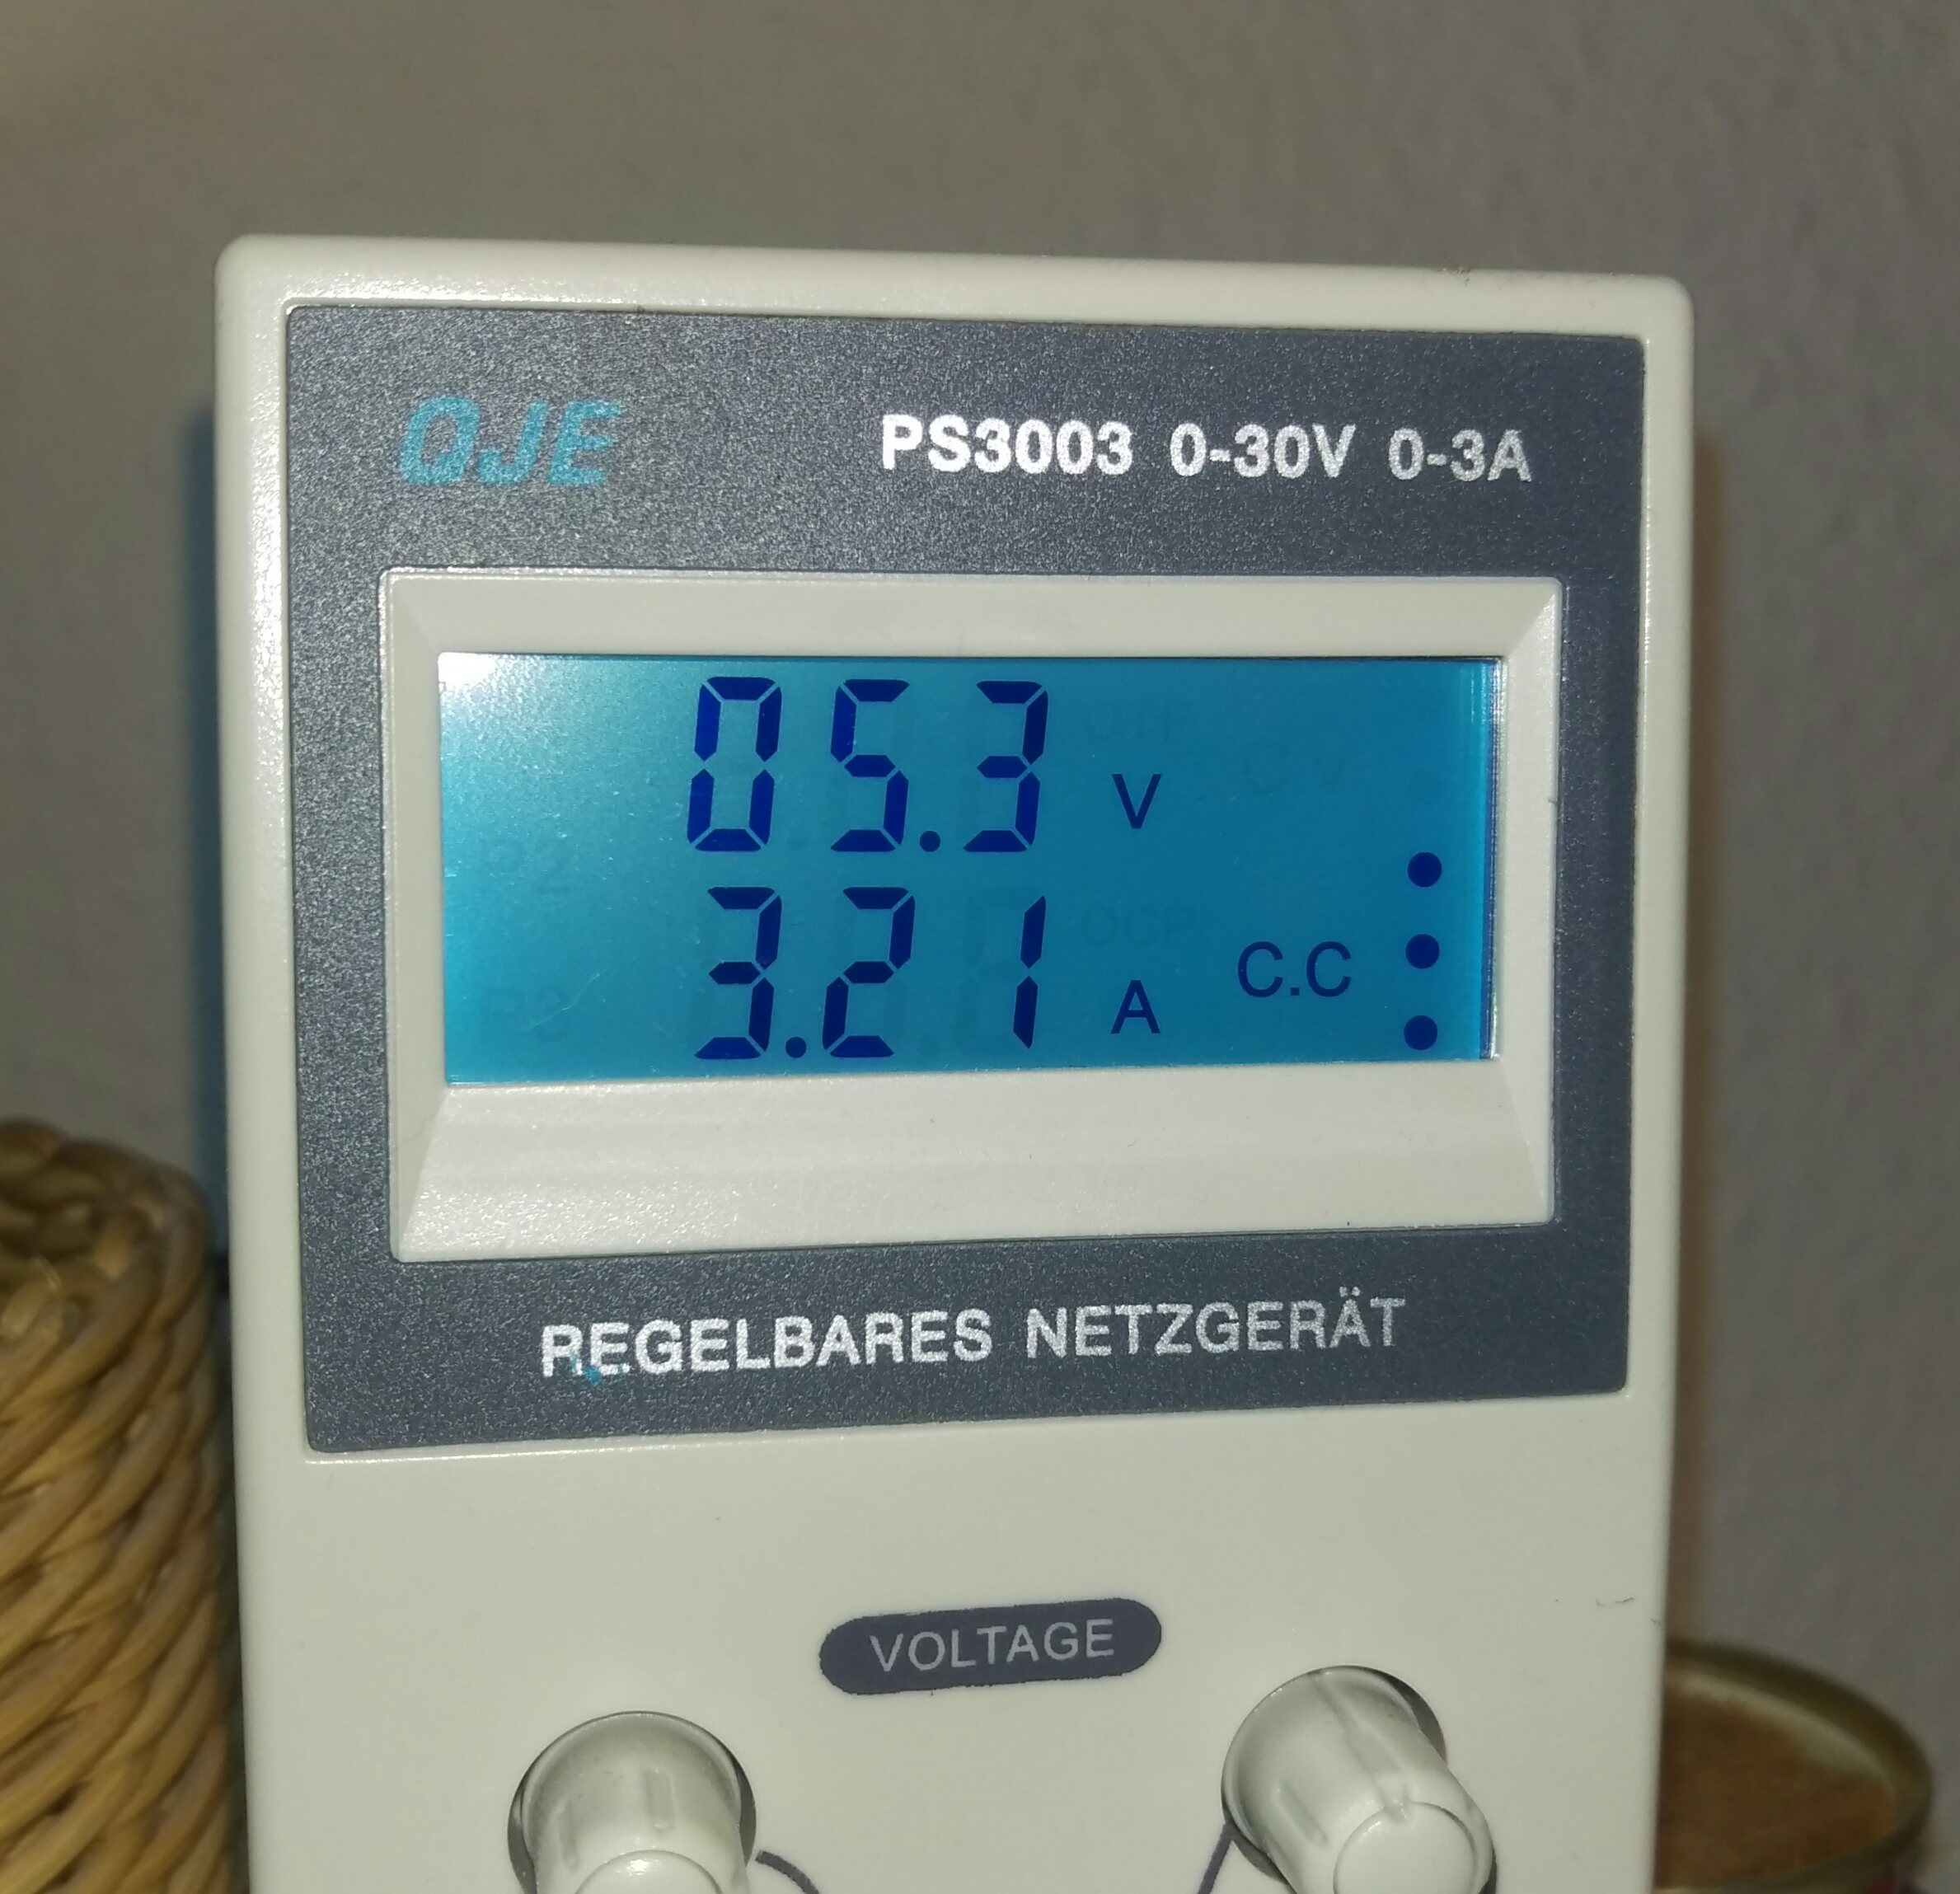 QJE PS3003 0-30V 0-3A
05.3 V
3.21 A C.C
REGELBARES NETZGERÄT
VOLTAGE